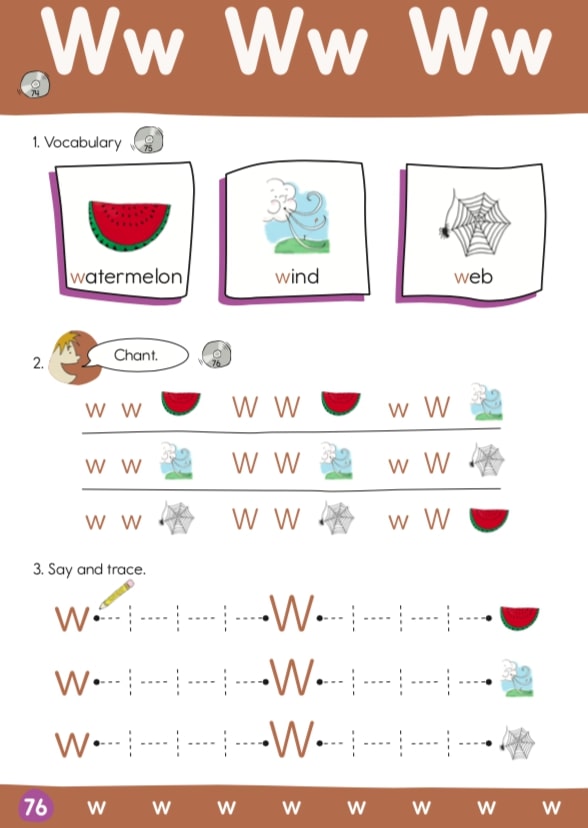 Ww Ww Ww
74
1. Vocabulary 75
watermelon wind web
2. Chant. 76
w w W W w W
w w W W w W
w w W W w W
3. Say and trace.
w W
w W
w W
76 w w w w w w w w